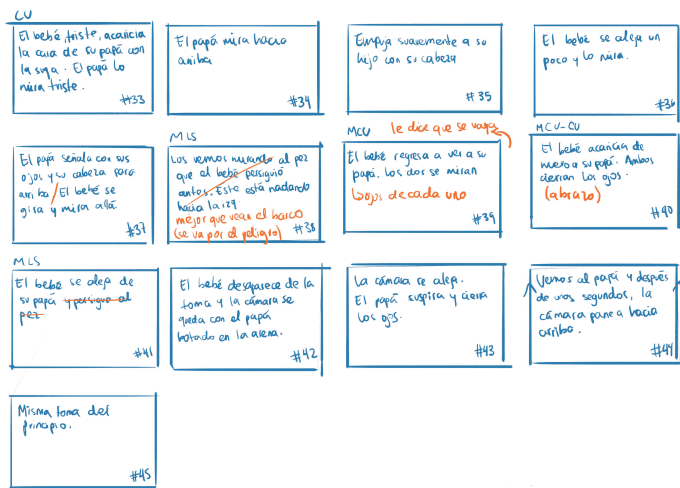 CU
El bebé, triste, acaricia
la cara de su papá con
la suya. El papá lo
mira triste.
#33
El papá mira hacia
arriba
#34
Empuja suavemente a su
hijo con su cabeza
#35
El bebé se aleja un
poco y lo mira.
#36
El papá señala con sus
ojos y su cabeza para
arriba / El bebé se
gira y mira allá.
#37
MLS
Los vemos mirando al pez
que al bebé persiguió
antes. Este está nadando
hacia la izq.
mejor que vean el barco
(se va por el peligro)
#38
le dice que se vaya
MCU
El bebé regresa a ver a su
papá. Los dos se miran
ojos de cada uno
#39
MCU-CU
El bebé acaricia de
nuevo a su papá. Ambos
cierran los ojos.
(abrazo)
#40
MLS
El bebé se aleja de
su papá y persigue al
pez
#41
El bebé desaparece de la
toma y la cámara se
queda con el papá
botado en la arena.
#42
La cámara se aleja.
El papá suspira y cierra
los ojos.
#43
Vemos al papá y después
de unos segundos, la
cámara panea hacia
arriba.
#44
Misma toma del
principio.
#45